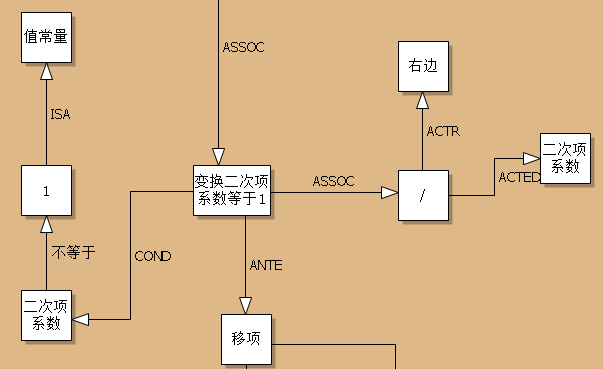 值常量
ASSOC
右边
ISA
ACTR
二次项
系数
1
变换二次项
系数等于1
ASSOC
/
ACTED
不等于
COND
ANTE
二次项
系数
移项